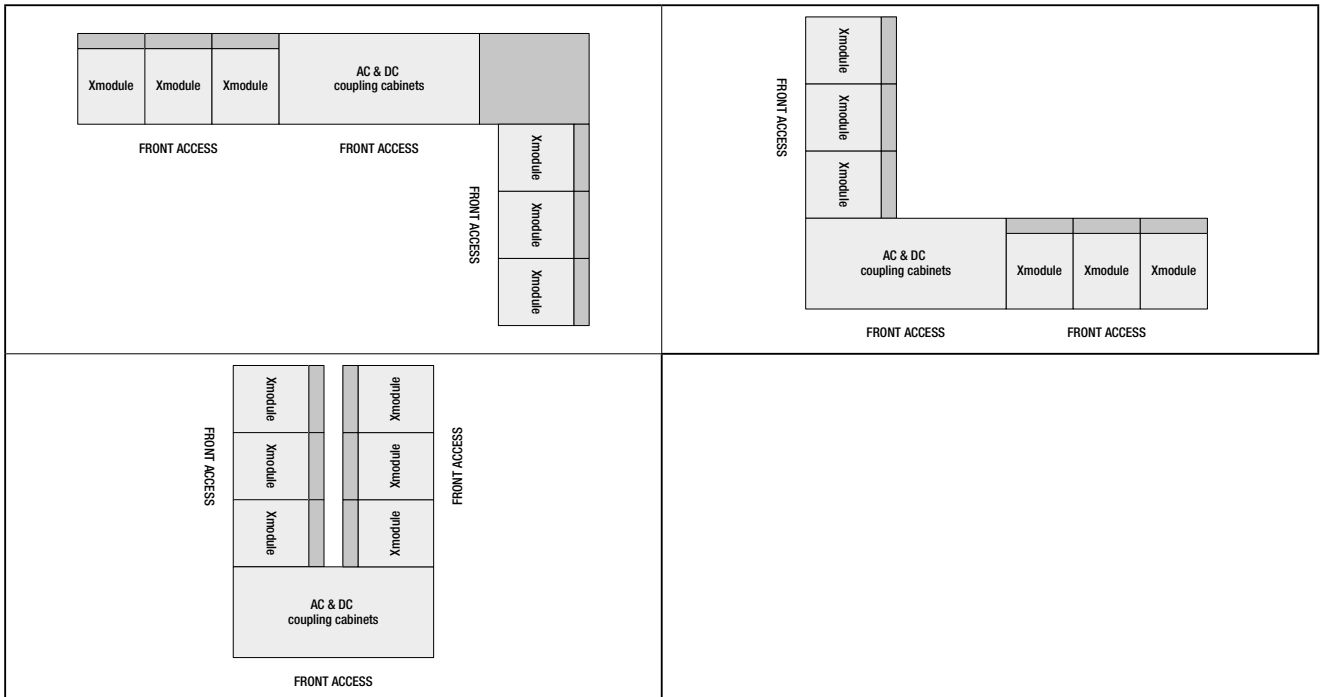 Xmodule
Xmodule
Xmodule
AC & DC
coupling cabinets
FRONT ACCESS
FRONT ACCESS
Xmodule
Xmodule
Xmodule
FRONT ACCESS
Xmodule
Xmodule
Xmodule
FRONT ACCESS
AC & DC
coupling cabinets
Xmodule
Xmodule
Xmodule
FRONT ACCESS
FRONT ACCESS
Xmodule
Xmodule
Xmodule
FRONT ACCESS
Xmodule
Xmodule
Xmodule
FRONT ACCESS
AC & DC
coupling cabinets
FRONT ACCESS